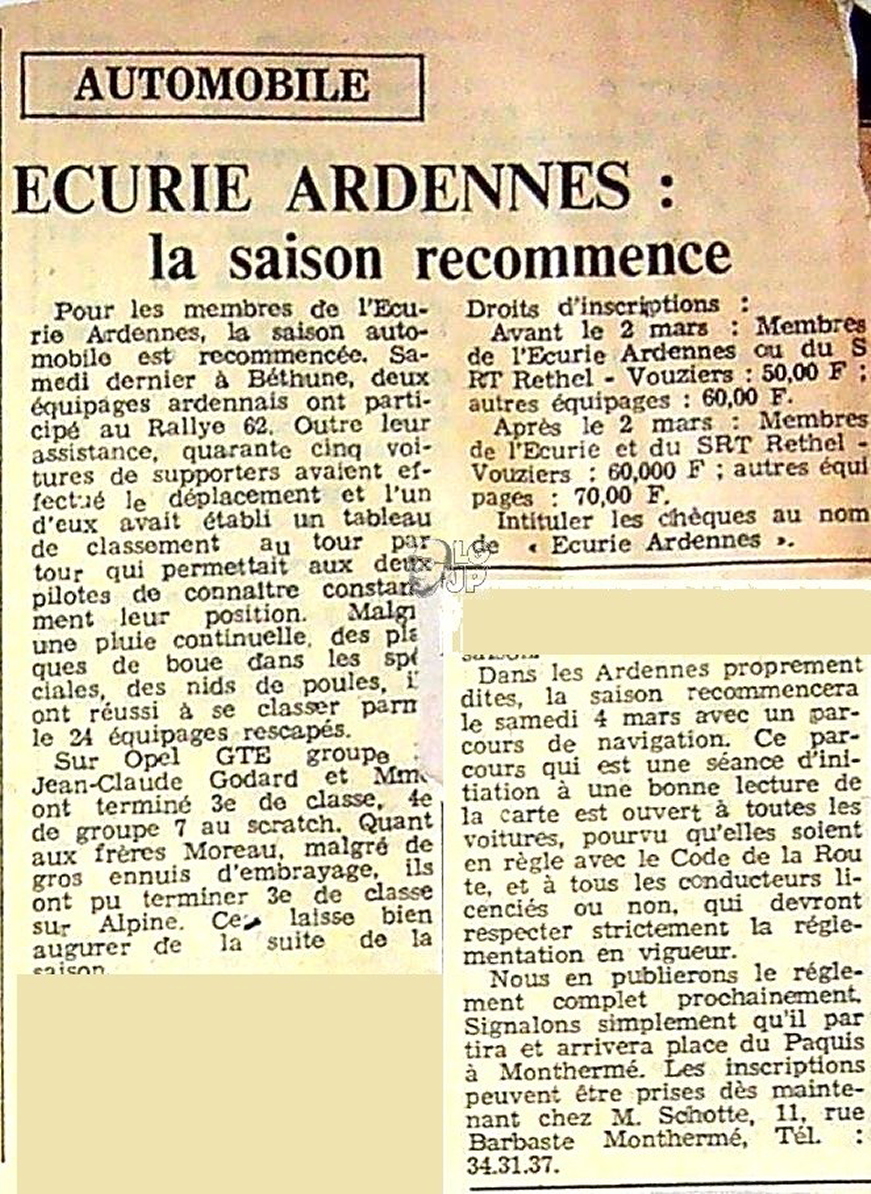 AUTOMOBILE
ECURIE ARDENNES :
la saison recommence
Pour les membres de l'Ecu-
rie Ardennes, la saison auto-
mobile est recommencée. Sa-
medi dernier à Béthune, deux
équipages ardennais ont parti-
cipé au Rallye 62. Outre leur
assistance, quarante cinq voi-
tures de supporters avaient ef-
fectué le déplacement et l'un
d'eux avait établi un tableau
de classement au tour par
tour qui permettait aux deux
pilotes de connaître constam
ment leur position.
une pluie continuelle, des
ques de boue dans les
ciales, des nids de poules,
ont réussi à se classer
le 24 équipages rescapés.
Sur Opel GTE groupe
Jean-Claude Godard et Mme
ont terminé 3e de classe, 4e
de groupe 7 au scratch. Quant
aux frères Moreau, malgré de
gros ennuis d'embrayage, ils
ont pu terminer 3e de classe
sur Alpine. laisse bien
augurer de la suite de la
saison.
Droits d'inscriptions :
Avant le 2 mars : Membres
de l'Ecurie Ardennes ou du S
RT Rethel - Vouziers : 50,00 F ;
autres équipages : 60,00 F.
Après le 2 mars : Membres
de l'Ecurie et du SRT Rethel -
Vouziers : 60,000 F ; autres équi
pages : 70,00 F.
Intituler les chèques au nom
de « Ecurie Ardennes ».
LG
JP
saison.
Dans les Ardennes proprement
dites, la saison recommencera
le samedi 4 mars avec un par-
cours de navigation. Ce par-
cours qui est une séance d'ini-
tiation à une bonne lecture de
la carte est ouvert à toutes les
voitures, pourvu qu'elles soient
en règle avec le Code de la Rou
te, et à tous les conducteurs li-
cenciés ou non, qui devront
respecter strictement la régle-
mentation en vigueur.
Nous en publierons le régle-
ment complet prochainement.
Signalons simplement qu'il par
tira et arrivera place du Paquis
à Monthermé. Les inscriptions
peuvent être prises dès mainte-
nant chez M. Schotte, 11, rue
Barbaste Monthermé, Tél. :
34.31.37.